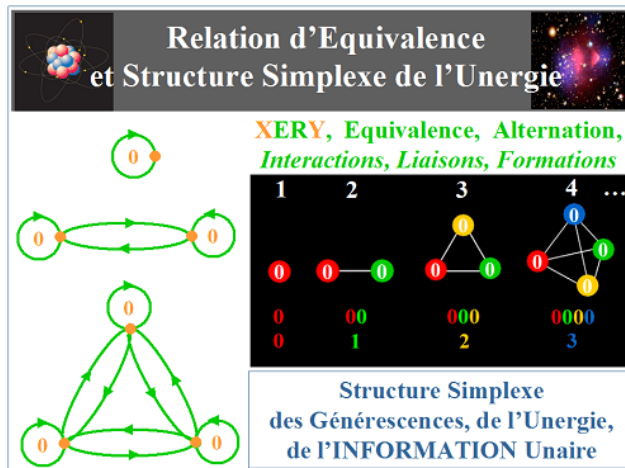 Relation d'Equivalence
et Structure Simplexe de l'Unergie
XERY, Equivalence, Alternation,
Interactions, Liaisons, Formations
0
0 0
0
0 0
1 2 3 4 ...
0
0 0 0
0 0 0 0 0 0
0
0 00 000 0000
0 1 2 3
Structure Simplexe
des Générescences, de l'Unergie,
de l'INFORMATION Unaire